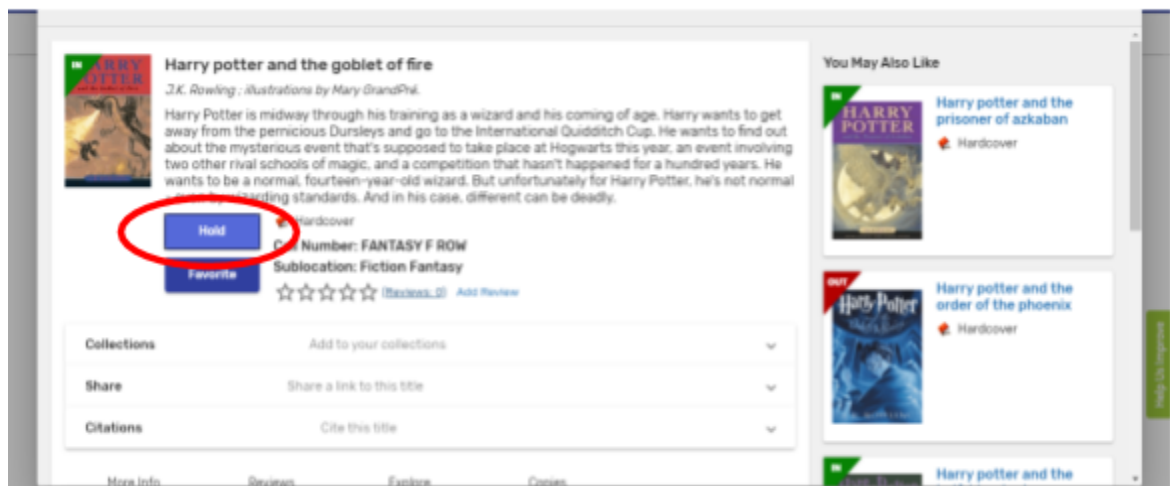 IN
HARRY
POTTER
Harry potter and the goblet of fire
J.K. Rowling ; illustrations by Mary GrandPré.
Harry Potter is midway through his training as a wizard and his coming of age. Harry wants to get
away from the pernicious Dursleys and go to the International Quidditch Cup. He wants to find out
about the mysterious event that's supposed to take place at Hogwarts this year, an event involving
two other rival schools of magic, and a competition that hasn't happened for a hundred years. He
wants to be a normal, fourteen-year-old wizard. But unfortunately for Harry Potter, he's not normal
wizarding standards. And in his case, different can be deadly.
Hold
Hardcover
Number: FANTASY F ROW
Favorite
Sublocation: Fiction Fantasy
(Reviews: 0) Add Review
Collections Add to your collections
Share Share a link to this title
Citations Cite this title
More Info Reviews Explore Copies
You May Also Like
IN
HARRY
POTTER
Harry potter and the
prisoner of azkaban
Hardcover
OUT
Harry Potter
Harry potter and the
order of the phoenix
Hardcover
IN
Harry potter and the
Help Us Improve